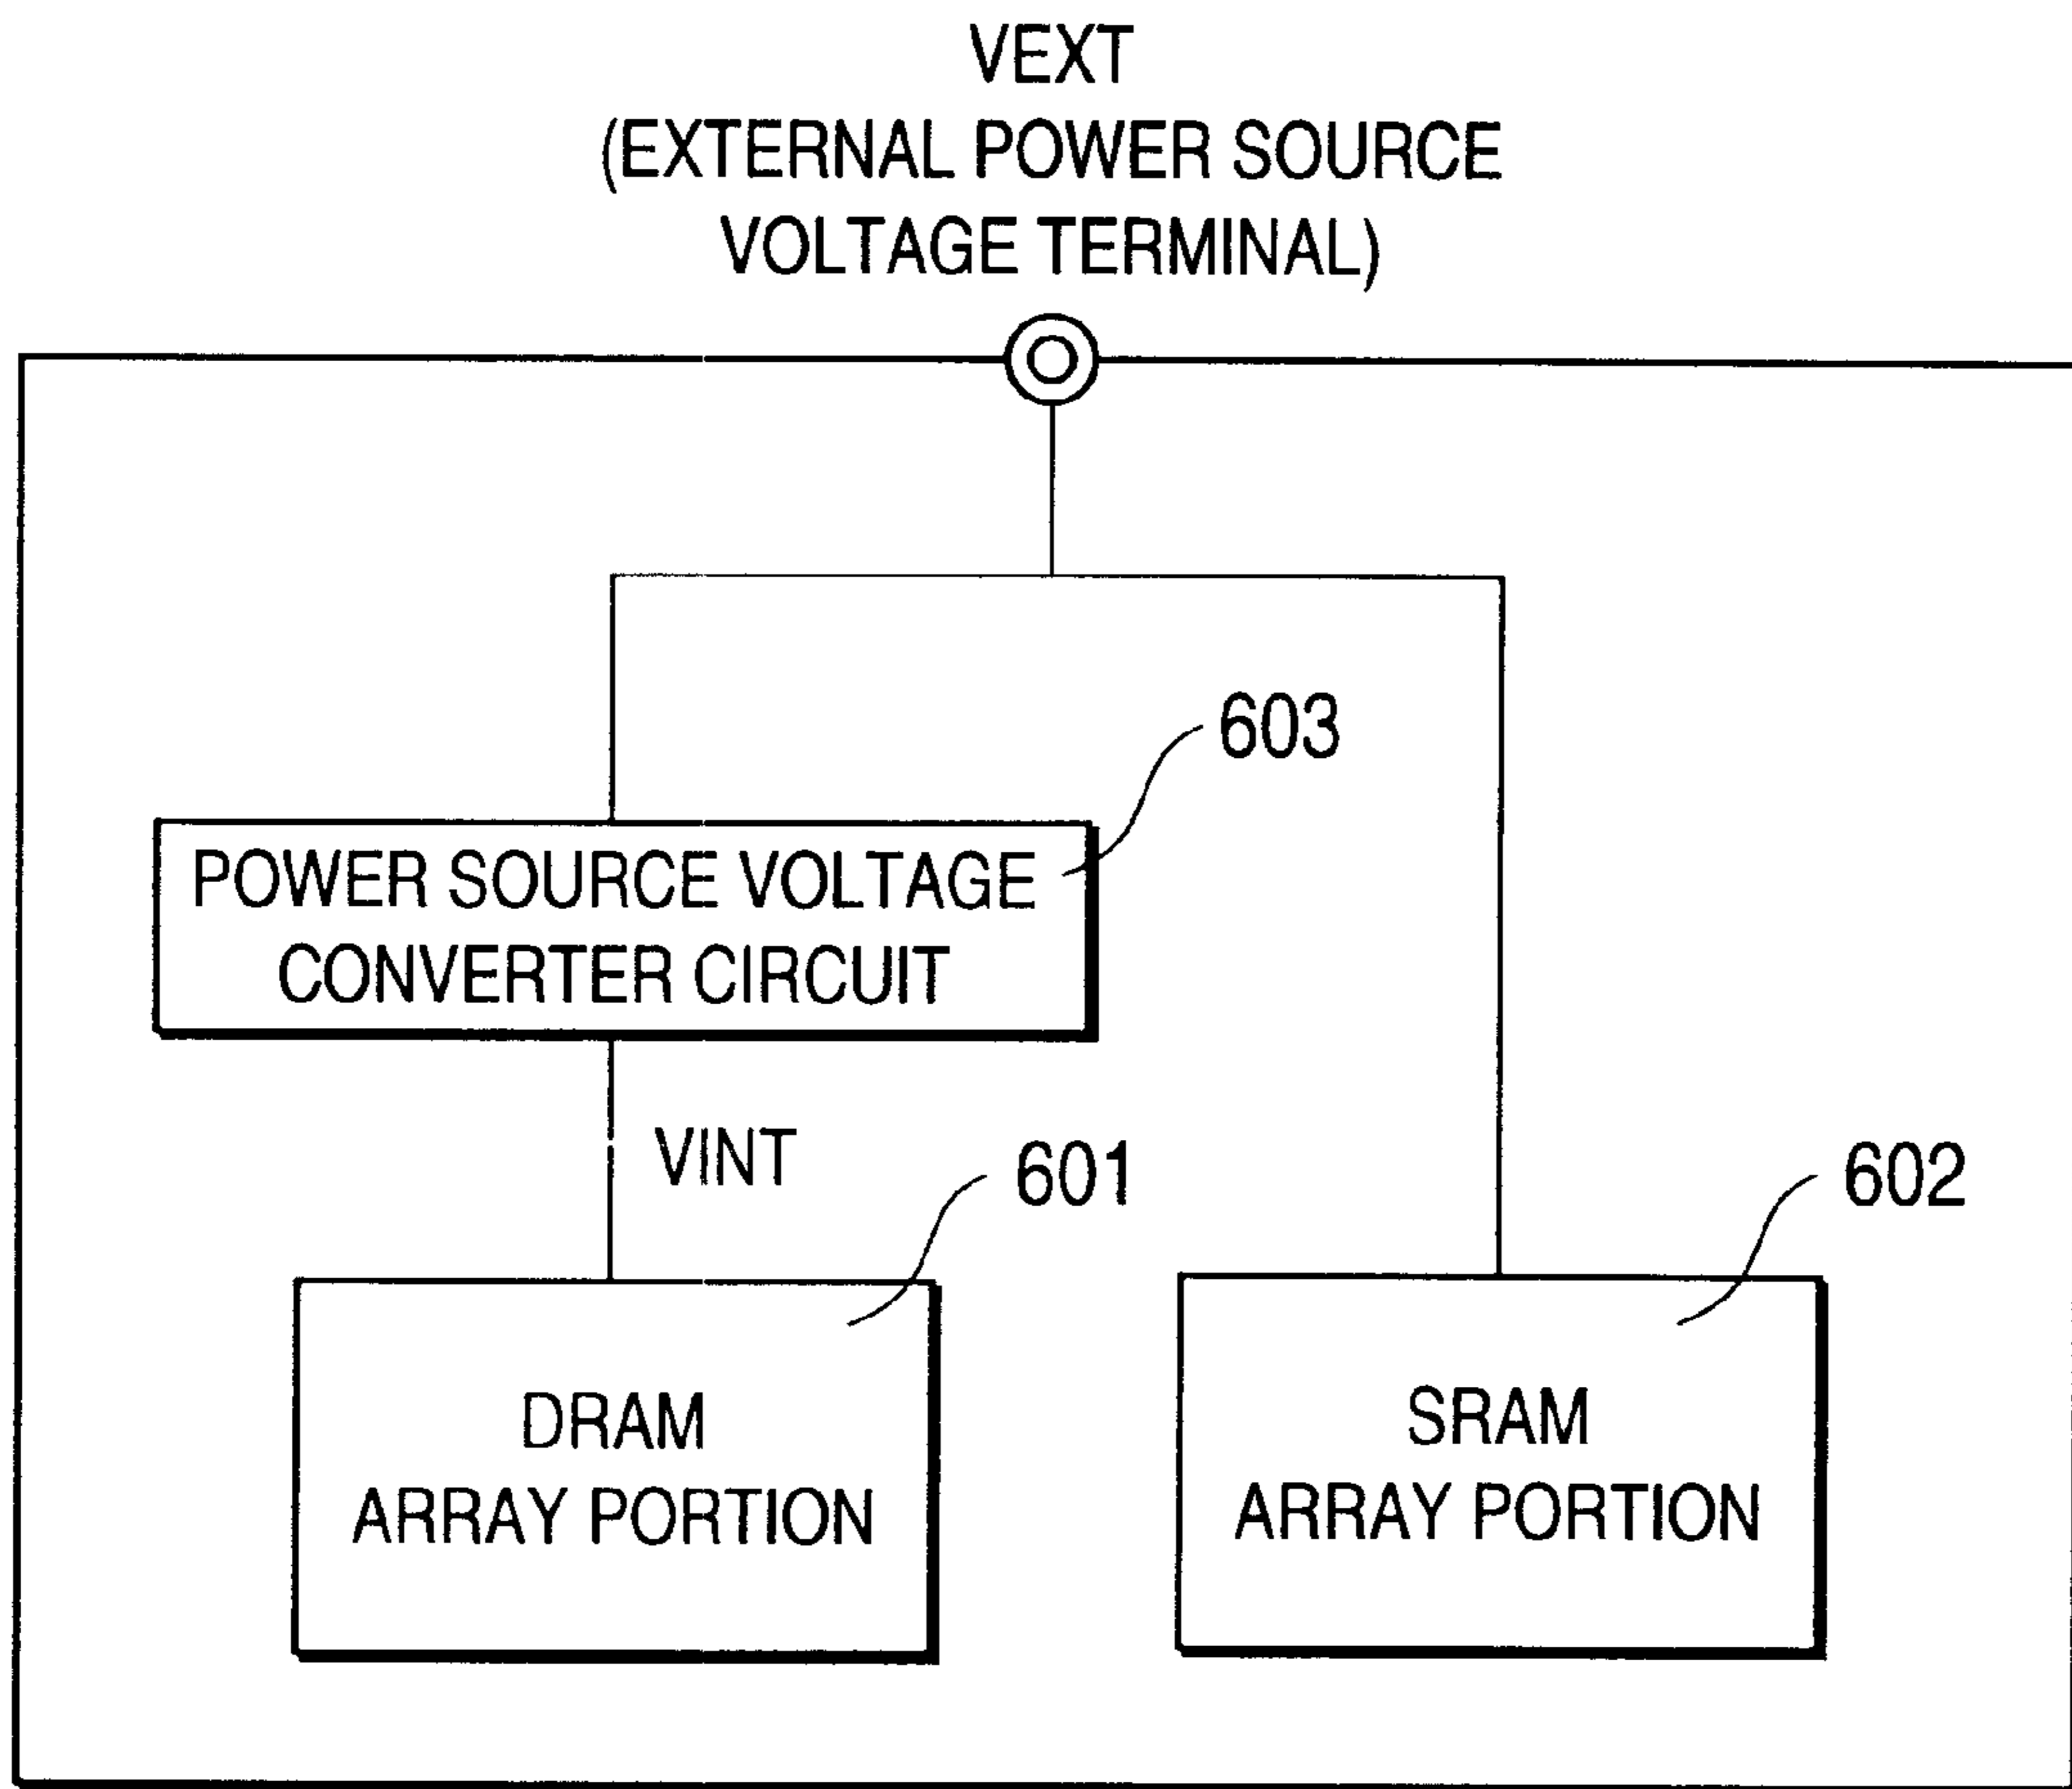 VEXT
(EXTERNAL POWER SOURCE
VOLTAGE TERMINAL)
603
POWER SOURCE VOLTAGE
CONVERTER CIRCUIT
VINT
601
602
DRAM
ARRAY PORTION
SRAM
ARRAY PORTION